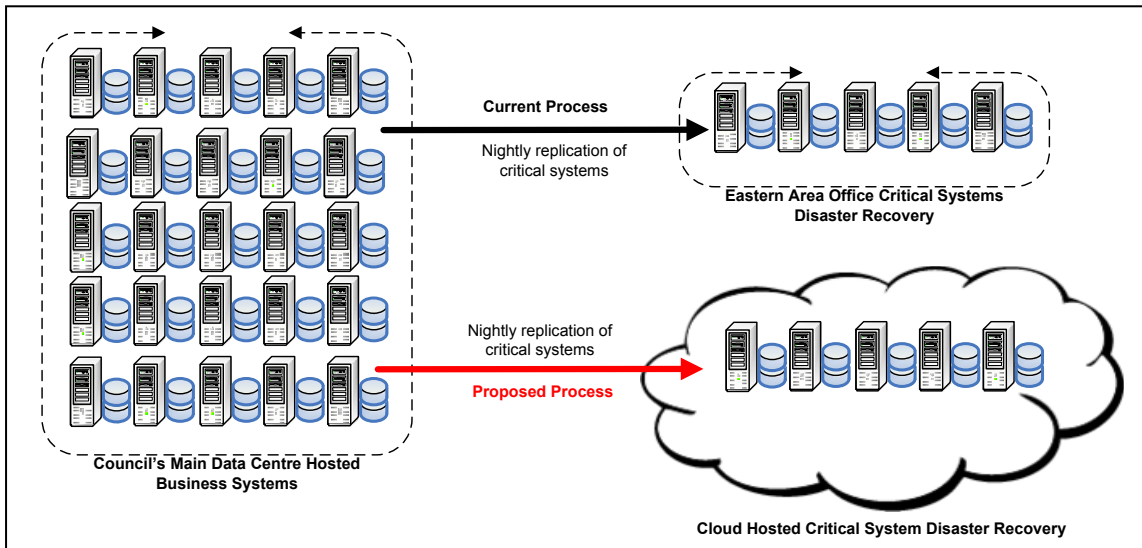 Current Process
Nightly replication of
critical systems
Eastern Area Office Critical Systems
Disaster Recovery
Nightly replication of
critical systems
Proposed Process
Council's Main Data Centre Hosted
Business Systems
Cloud Hosted Critical System Disaster Recovery